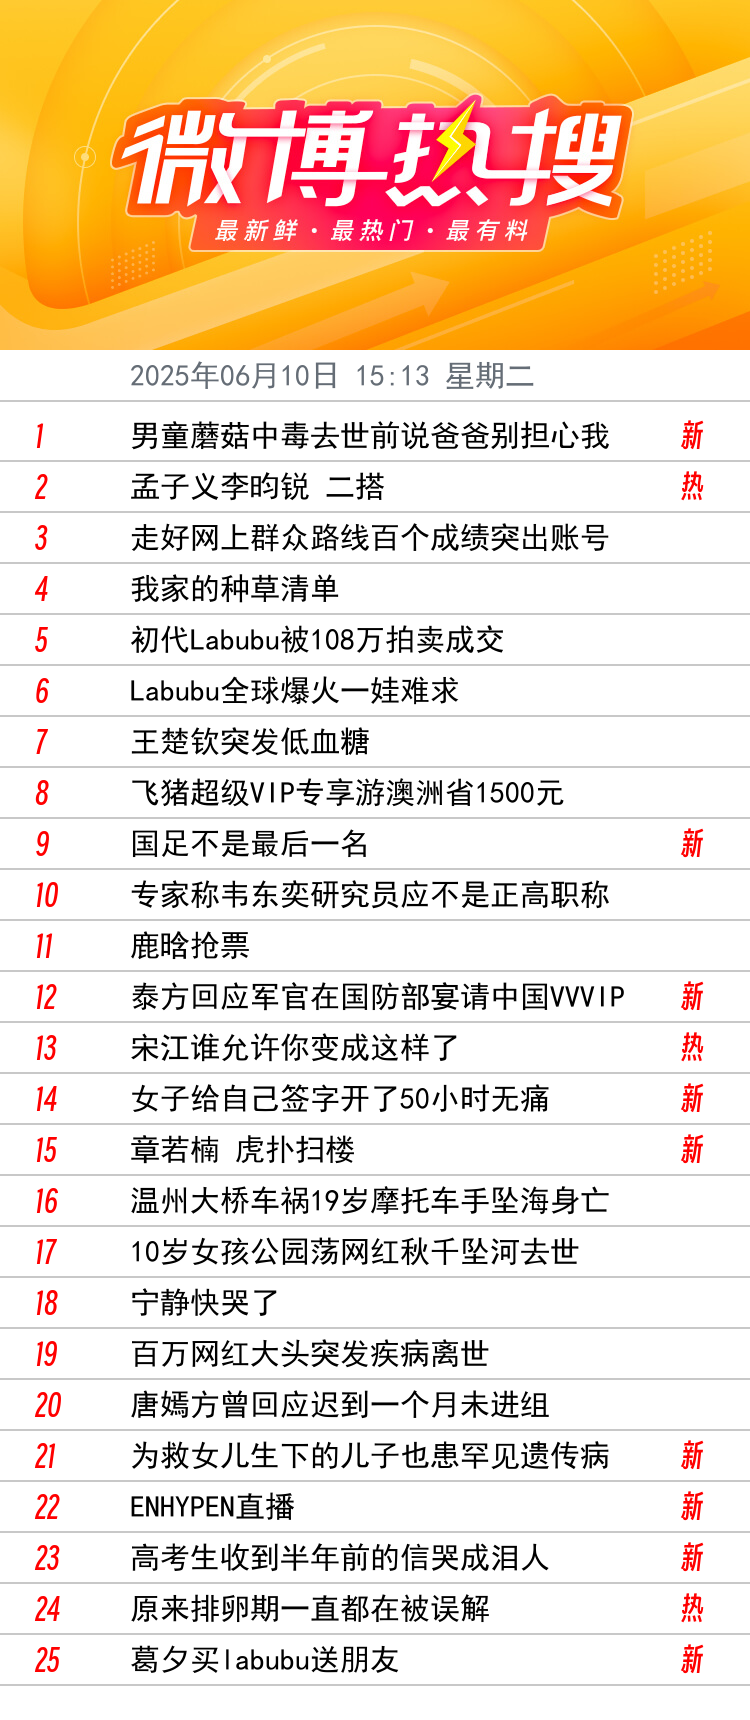 微博热搜
最新鲜·最热门·最有料
2025年06月10日 15:13 星期二
1 男童蘑菇中毒去世前说爸爸别担心我 新
2 孟子义李昀锐 二搭 热
3 走好网上群众路线百个成绩突出账号
4 我家的种草清单
5 初代Labubu被108万拍卖成交
6 Labubu全球爆火一娃难求
7 王楚钦突发低血糖
8 飞猪超级VIP专享游澳洲省1500元
9 国足不是最后一名 新
10 专家称韦东奕研究员应不是正高职称
11 鹿晗抢票
12 泰方回应军官在国防部宴请中国VVVIP 新
13 宋江谁允许你变成这样了 热
14 女子给自己签字开了50小时无痛 新
15 章若楠 虎扑扫楼 新
16 温州大桥车祸19岁摩托车手坠海身亡
17 10岁女孩公园荡网红秋千坠河去世
18 宁静快哭了
19 百万网红大头突发疾病离世
20 唐嫣方曾回应迟到一个月未进组
21 为救女儿生下的儿子也患罕见遗传病 新
22 ENHYPEN直播 新
23 高考生收到半年前的信哭成泪人 新
24 原来排卵期一直都在被误解 热
25 葛夕买labubu送朋友 新